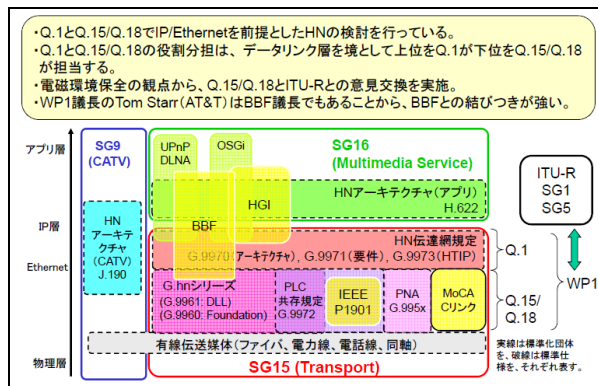 ・Q.1とQ.15/Q.18でIP/Ethernetを前提としたHNの検討を行っている。
・Q.1とQ.15/Q.18の役割分担は、データリンク層を境として上位をQ.1が下位をQ.15/Q.18
が担当する。
・電磁環境保全の観点から、Q.15/Q.18とITU-Rとの意見交換を実施。
・WP1議長のTom Starr(AT&T)はBBF議長でもあることから、BBFとの結びつきが強い。
アプリ層
IP層
Ethernet
物理層
SG9
(CATV)
HN
アーキテ
クチャ
(CATV)
J.190
UPnP
DLNA
OSGi
SG16
(Multimedia Service)
HNアーキテクチャ(アプリ)
H.622
BBF
HGI
HN伝達網規定
G.9970(アーキテクチャ), G.9971(要件), G.9973(HTIP)
G.hnシリーズ
(G.9961: DLL)
(G.9960: Foundation)
PLC
共存規定
G.9972
IEEE
P1901
PNA
G.995x
MoCA
Cリンク
有線伝送媒体(ファイバ、電力線、電話線、同軸)
SG15 (Transport)
ITU-R
SG1
SG5
Q.1
Q.15/
Q.18
WP1
実線は標準化団体
を、破線は標準仕
様を、それぞれ表す。